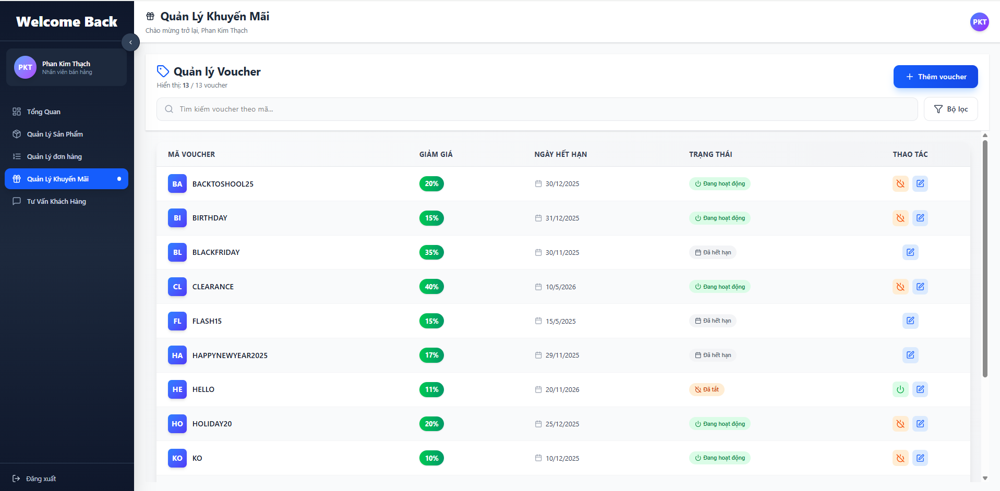 Welcome Back
PKT
Phan Kim Thạch
Nhân viên bán hàng
Tổng Quan
Quản Lý Sản Phẩm
Quản Lý đơn hàng
Quản Lý Khuyến Mãi
Tư Vấn Khách Hàng
Đăng xuất
Quản Lý Khuyến Mãi
Chào mừng trở lại, Phan Kim Thạch
PKT
Quản lý Voucher
Hiển thị: 13 / 13 voucher
Thêm voucher
Tìm kiếm voucher theo mã...
Bộ lọc
MÃ VOUCHER GIẢM GIÁ NGÀY HẾT HẠN TRẠNG THÁI THAO TÁC
BA BACKTOSHOOL25 20% 30/12/2025 Đang hoạt động
BI BIRTHDAY 15% 31/12/2025 Đang hoạt động
BL BLACKFRIDAY 35% 30/11/2025 Đã hết hạn
CL CLEARANCE 40% 10/5/2026 Đang hoạt động
FL FLASH15 15% 15/5/2025 Đã hết hạn
HA HAPPYNEWYEAR2025 17% 29/11/2025 Đã hết hạn
HE HELLO 11% 20/11/2026 Đã tắt
HO HOLIDAY20 20% 25/12/2025 Đang hoạt động
KO KO 10% 10/12/2025 Đang hoạt động